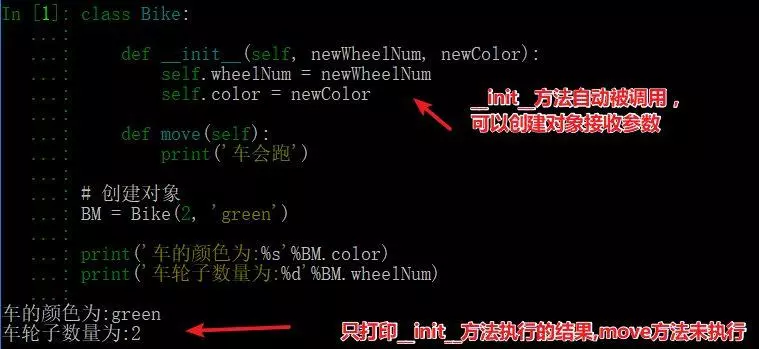 In [1]: class Bike:
   ...:
   ...:     def __init__(self, newWheelNum, newColor):
   ...:         self.wheelNum = newWheelNum
   ...:         self.color = newColor
   ...:
__init__方法自动被调用，
可以创建对象接收参数
   ...:     def move(self):
   ...:         print('车会跑')
   ...:
   ...: # 创建对象
   ...: BM = Bike(2, 'green')
   ...:
   ...: print('车的颜色为:%s'%BM.color)
   ...: print('车轮子数量为:%d'%BM.wheelNum)
   ...:
车的颜色为:green
车轮子数量为:2
只打印__init__方法执行的结果,move方法未执行